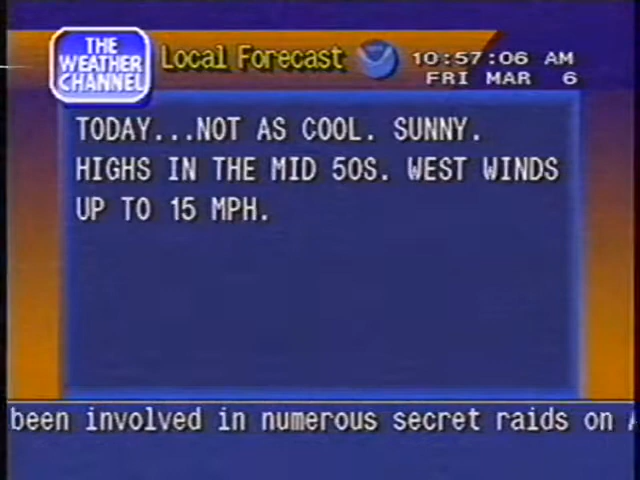 THE
WEATHER
CHANNEL
Local Forecast
10:57:06 AM
FRI MAR 6
TODAY...NOT AS COOL. SUNNY.
HIGHS IN THE MID 50S. WEST WINDS
UP TO 15 MPH.
been involved in numerous secret raids on